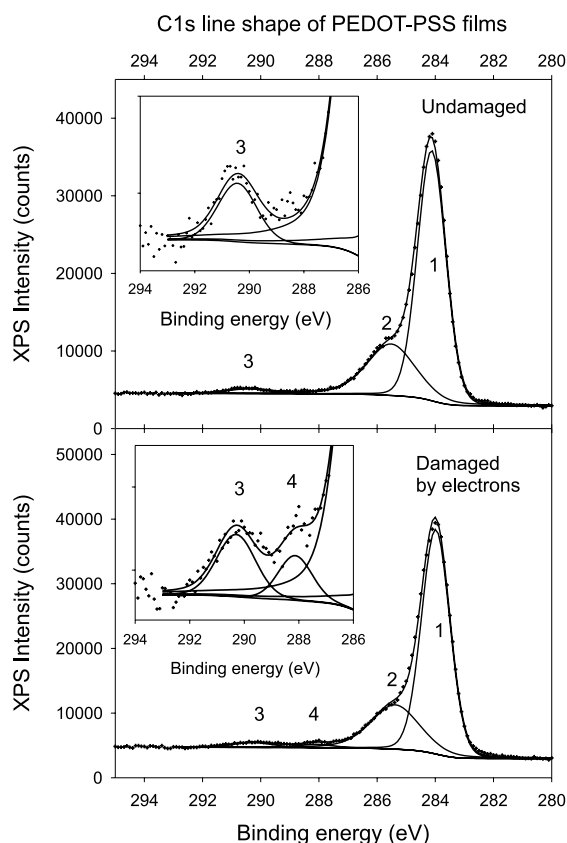 C1s line shape of PEDOT-PSS films
294 292 290 288 286 284 282 280
XPS Intensity (counts)
40000
30000
20000
10000
0
Undamaged
1
2
3
3
294 292 290 288 286
Binding energy (eV)
XPS Intensity (counts)
50000
40000
30000
20000
10000
0
Damaged
by electrons
1
2
3
4
3
4
294 292 290 288 286
Binding energy (eV)
294 292 290 288 286 284 282 280
Binding energy (eV)